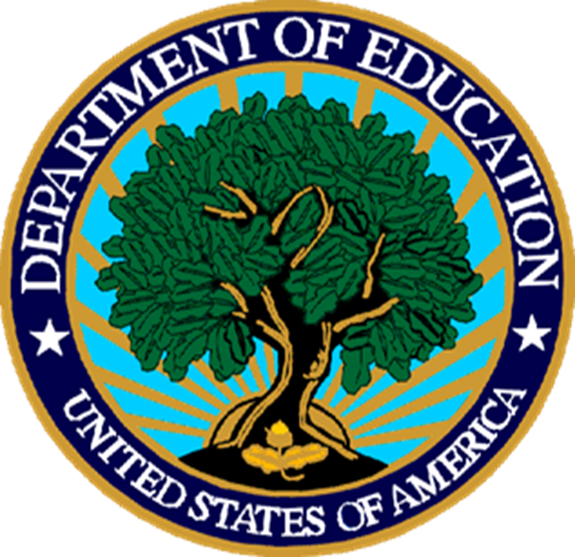 DEPARTMENT OF EDUCATION
UNITED STATES OF AMERICA